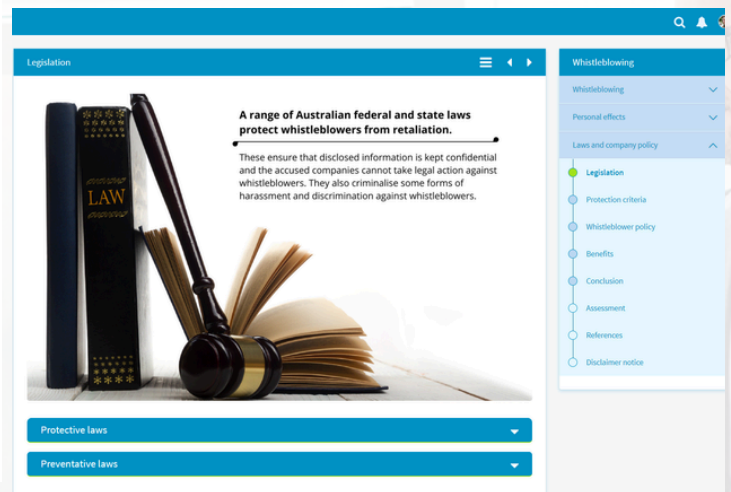 Legislation
A range of Australian federal and state laws
protect whistleblowers from retaliation.
These ensure that disclosed information is kept confidential
and the accused companies cannot take legal action against
whistleblowers. They also criminalise some forms of
harassment and discrimination against whistleblowers.
LAW
Protective laws
Preventative laws
Whistleblowing
Whistleblowing
Personal effects
Laws and company policy
Legislation
Protection criteria
Whistleblower policy
Benefits
Conclusion
Assessment
References
Disclaimer notice